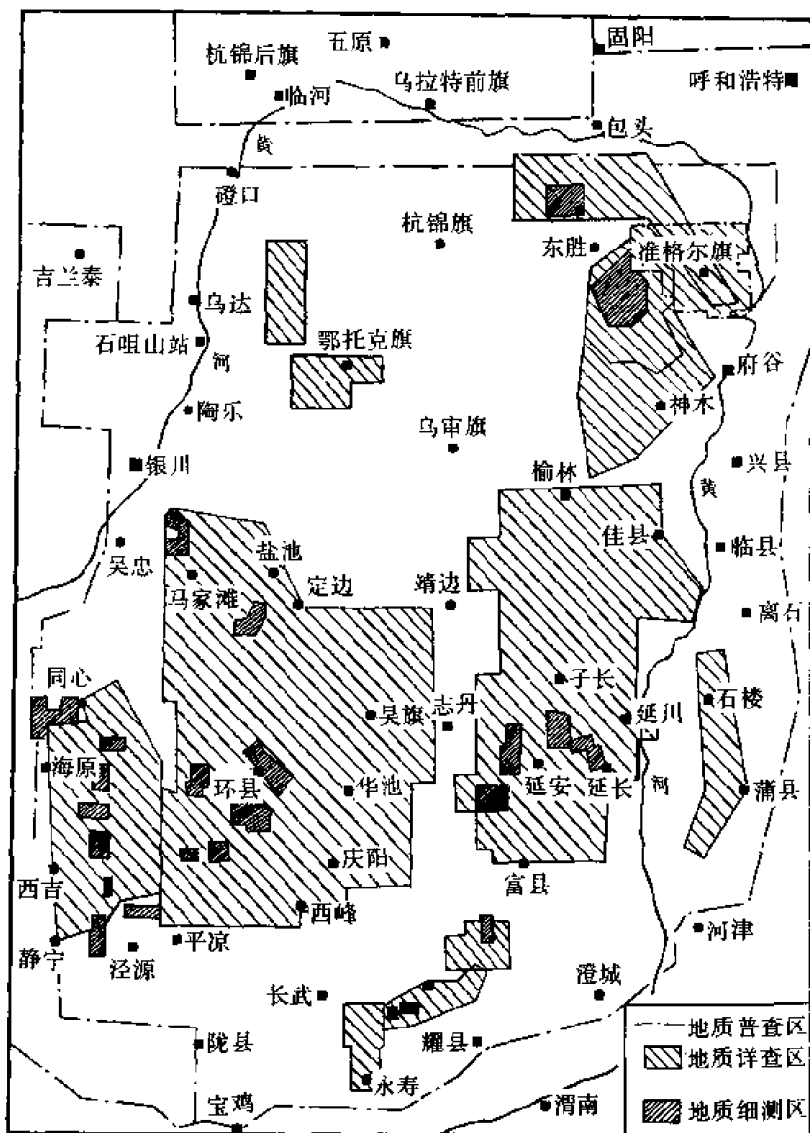 五原
固阳
杭锦后旗
呼和浩特
临河
乌拉特前旗
包头
黄
磴口
杭锦旗
东胜
准格尔旗
吉兰泰
乌达
石咀山站
河
鄂托克旗
府谷
陶乐
神木
乌审旗
银川
榆林
黄
兴县
吴忠
佳县
临县
盐池
马家滩
定边
靖边
离石
同心
子长
吴旗
志丹
延川
石楼
海原
环县
华池
延安
延长
河
蒲县
西吉
庆阳
富县
西峰
静宁
泾源
平凉
河津
长武
澄城
陇县
耀县
永寿
宝鸡
渭南
地质普查区
地质详查区
地质细测区